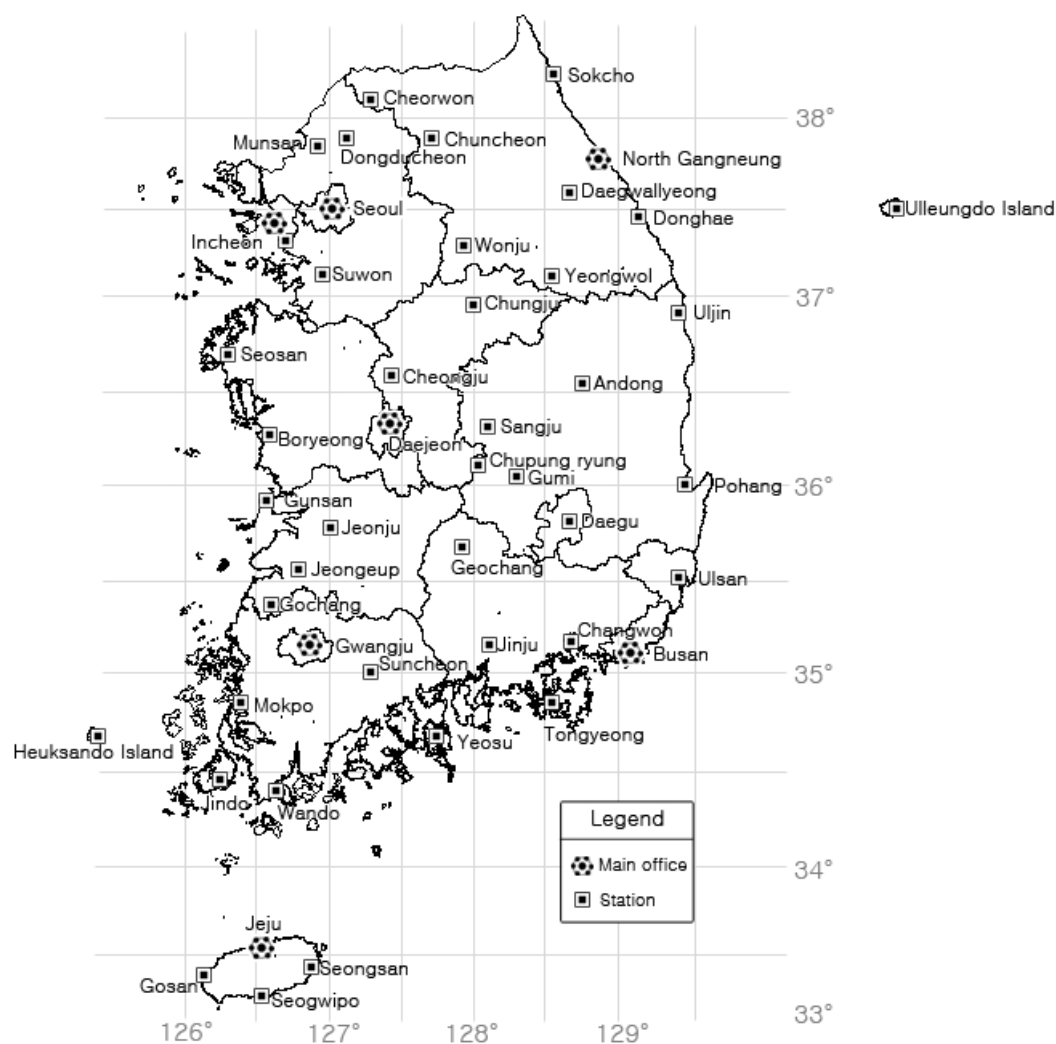 Sokcho
Cheorwon
38°
Munsan
Chuncheon
Dongducheon
North Gangneung
Daegwallyeong
Seoul
Ulleungdo Island
Donghae
Incheon
Wonju
Suwon
Yeongwol
37°
Chungju
Uljin
Seosan
Cheongju
Andong
Sangju
Boryeong
Daejeon
Chupung ryung
Gumi
Pohang
36°
Gunsan
Jeonju
Daegu
Geochang
Jeongeup
Ulsan
Gochang
Changwon
Gwangju
Jinju
Busan
Suncheon
35°
Mokpo
Tongyeong
Yeosu
Heuksando Island
Jindo
Wando
Legend
Main office
Station
34°
Jeju
Seongsan
Gosan
Seogwipo
33°
126°
127°
128°
129°